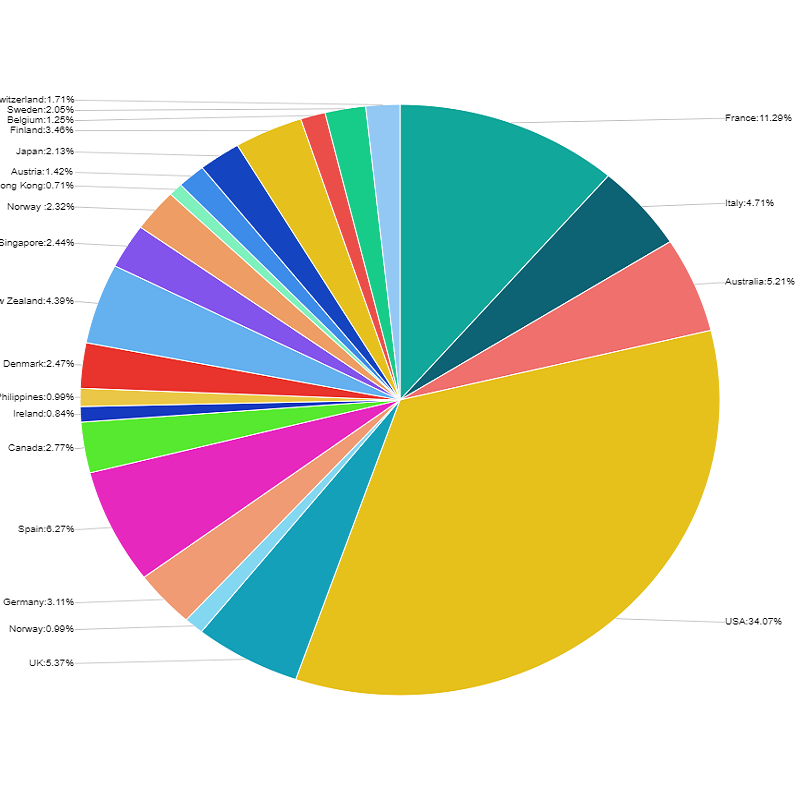 witzerland:1.71%
Sweden:2.05%
Belgium:1.25%
Finland:3.46%
Japan:2.13%
Austria:1.42%
ong Kong:0.71%
Norway :2.32%
Singapore:2.44%
w Zealand:4.39%
Denmark:2.47%
Philippines:0.99%
Ireland:0.84%
Canada:2.77%
Spain:6.27%
Germany:3.11%
Norway:0.99%
UK:5.37%
France:11.29%
Italy:4.71%
Australia:5.21%
USA:34.07%